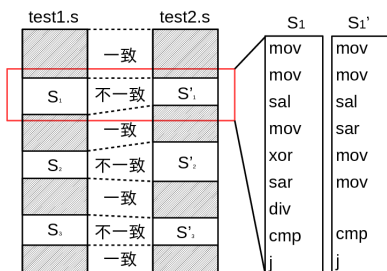 test1.s test2.s
一致
S₁ 不一致 S'₁
一致
S₂ 不一致 S'₂
一致
S₃ 不一致 S'₃
一致
S₁ S₁'
mov mov
mov mov
sal sal
mov sar
xor mov
sar mov
div
cmp cmp
j j